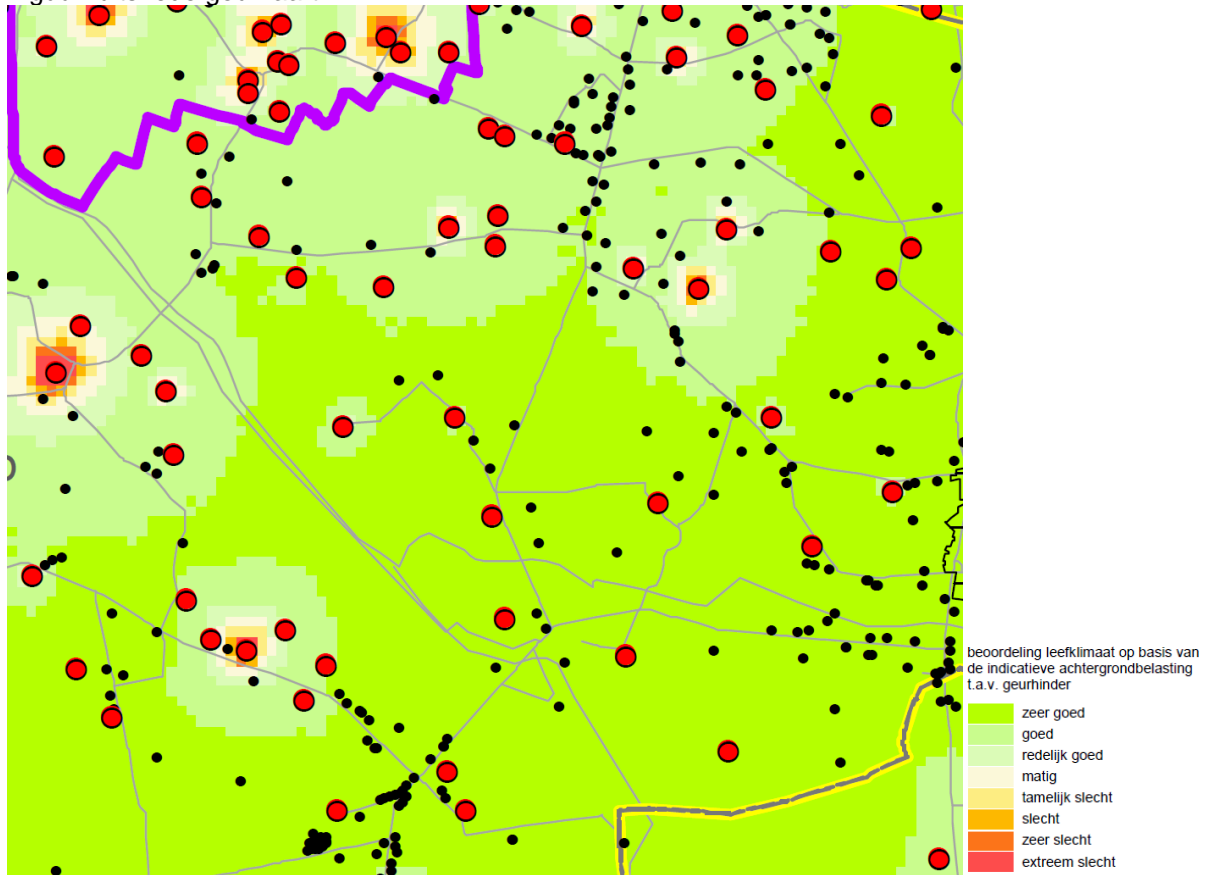 beoordeling leefklimaat op basis van
de indicatieve achtergrondbelasting
t.a.v. geurhinder
zeer goed
goed
redelijk goed
matig
tamelijk slecht
slecht
zeer slecht
extreem slecht